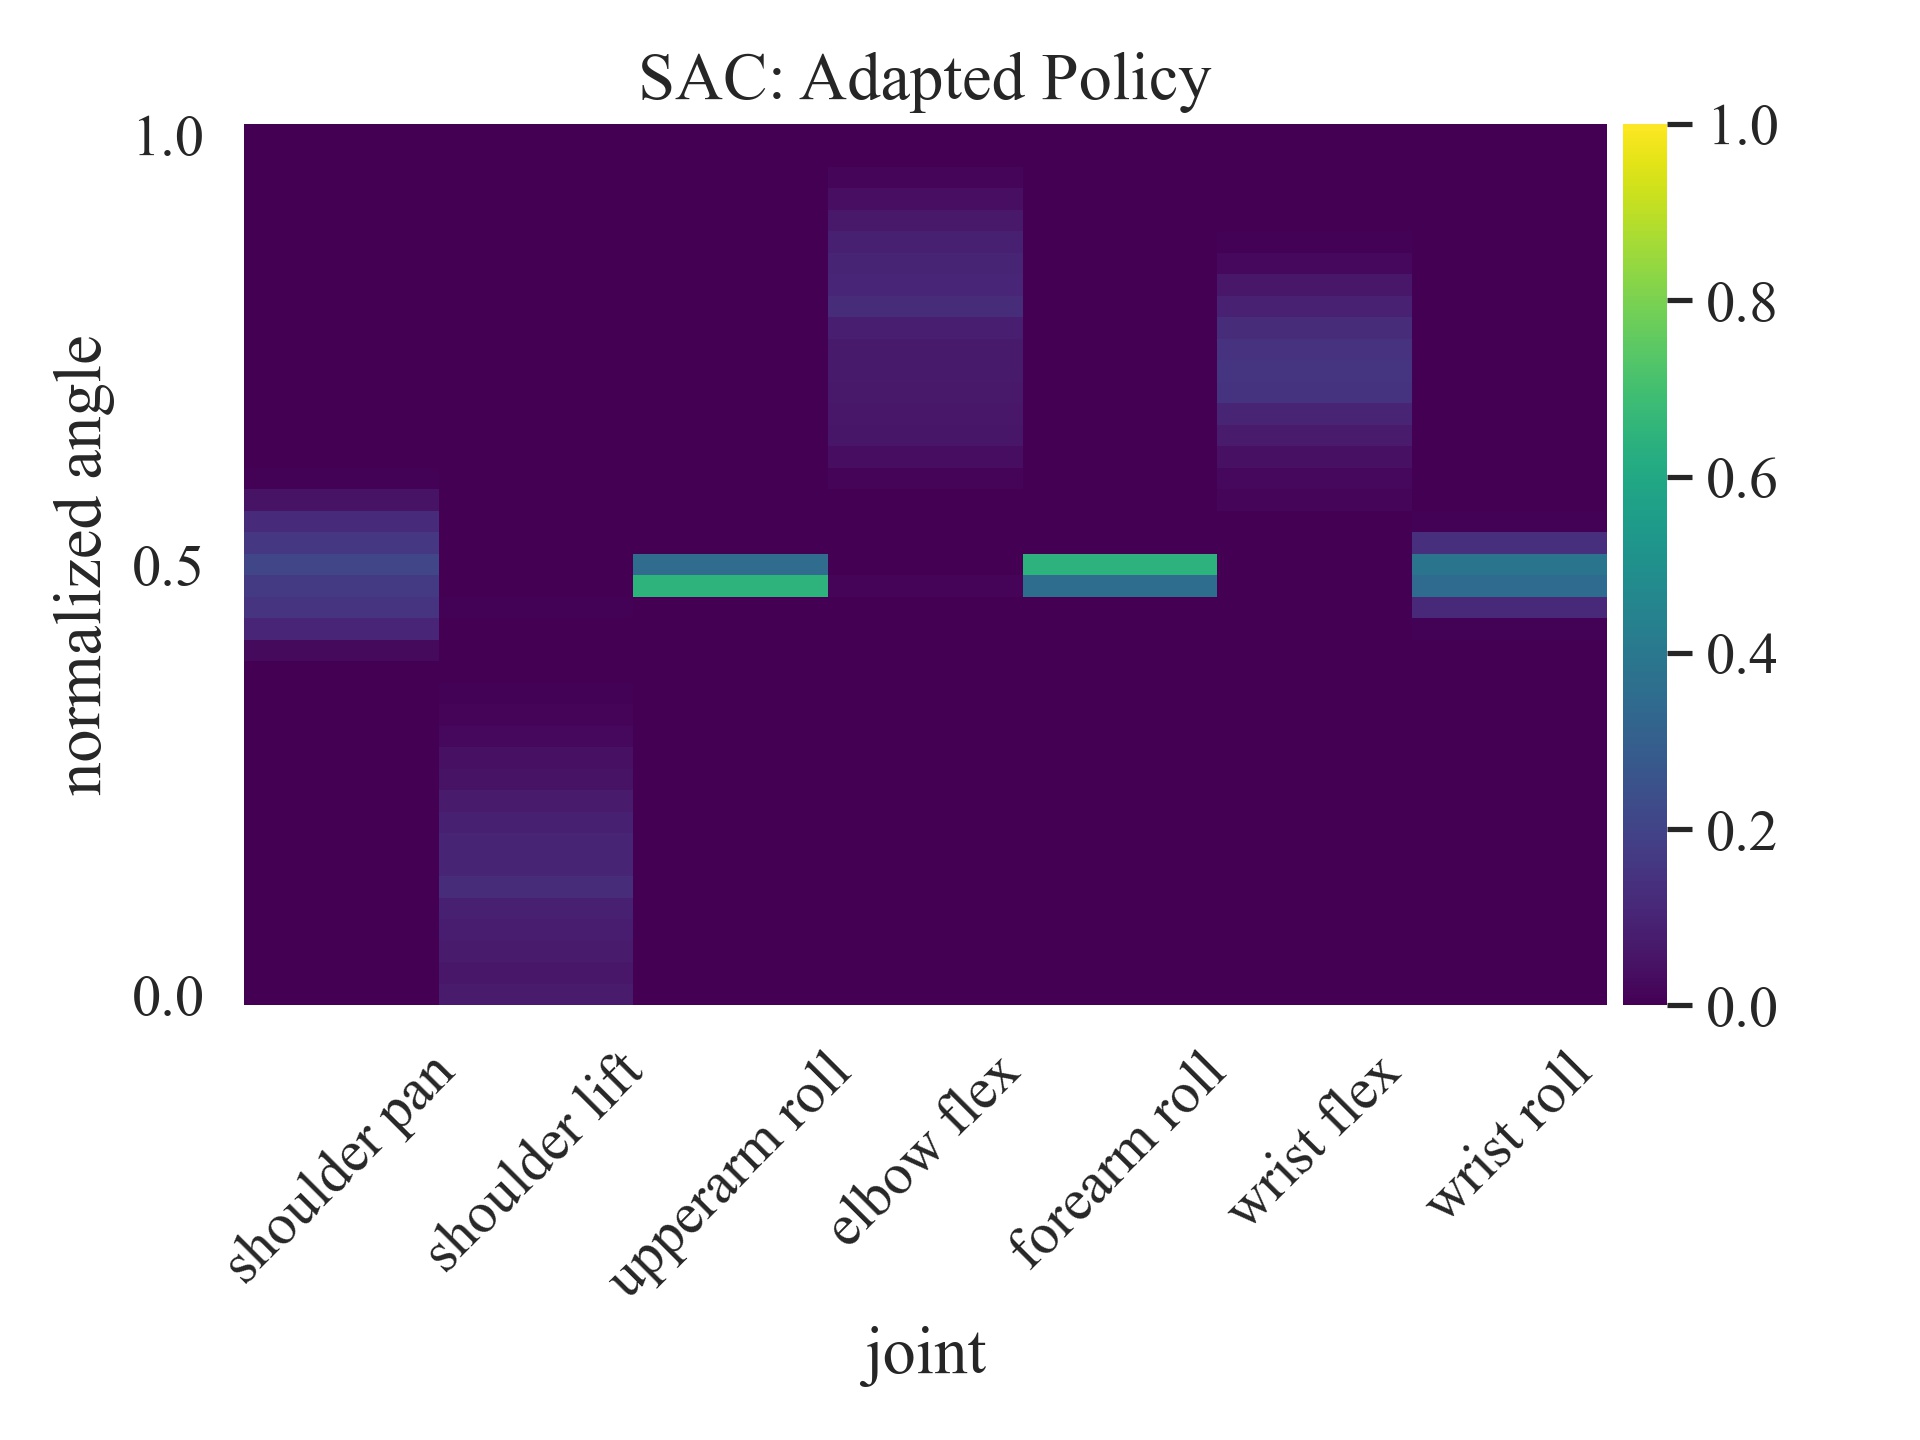 SAC: Adapted Policy
normalized angle
1.0
0.5
0.0
1.0
0.8
0.6
0.4
0.2
0.0
shoulder pan
shoulder lift
upperarm roll
elbow flex
forearm roll
wrist flex
wrist roll
joint